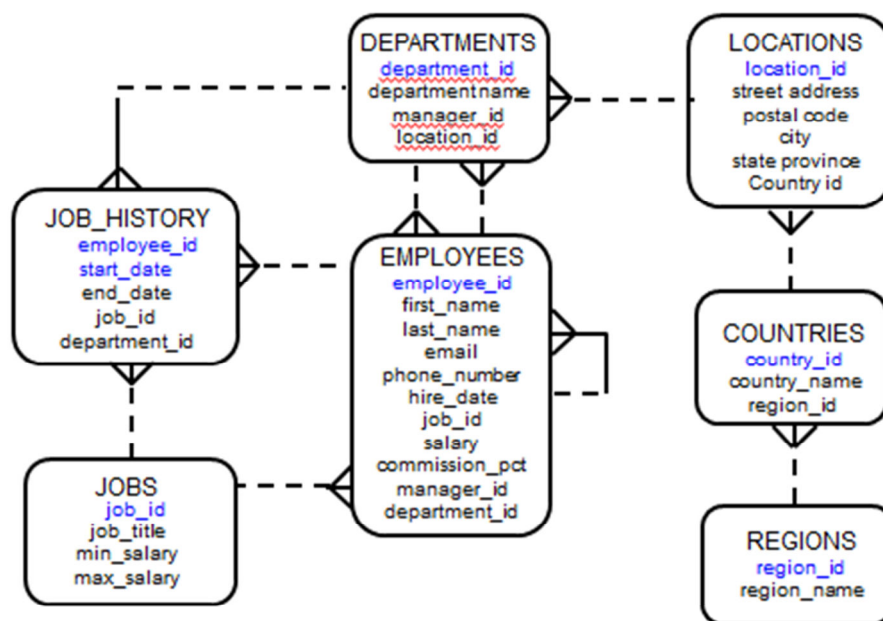 DEPARTMENTS
department_id
department name
manager_id
location_id
LOCATIONS
location_id
street address
postal code
city
state province
Country id
JOB_HISTORY
employee_id
start_date
end_date
job_id
department_id
EMPLOYEES
employee_id
first_name
last_name
email
phone_number
hire_date
job_id
salary
commission_pct
manager_id
department_id
COUNTRIES
country_id
country_name
region_id
JOBS
job_id
job_title
min_salary
max_salary
REGIONS
region_id
region_name